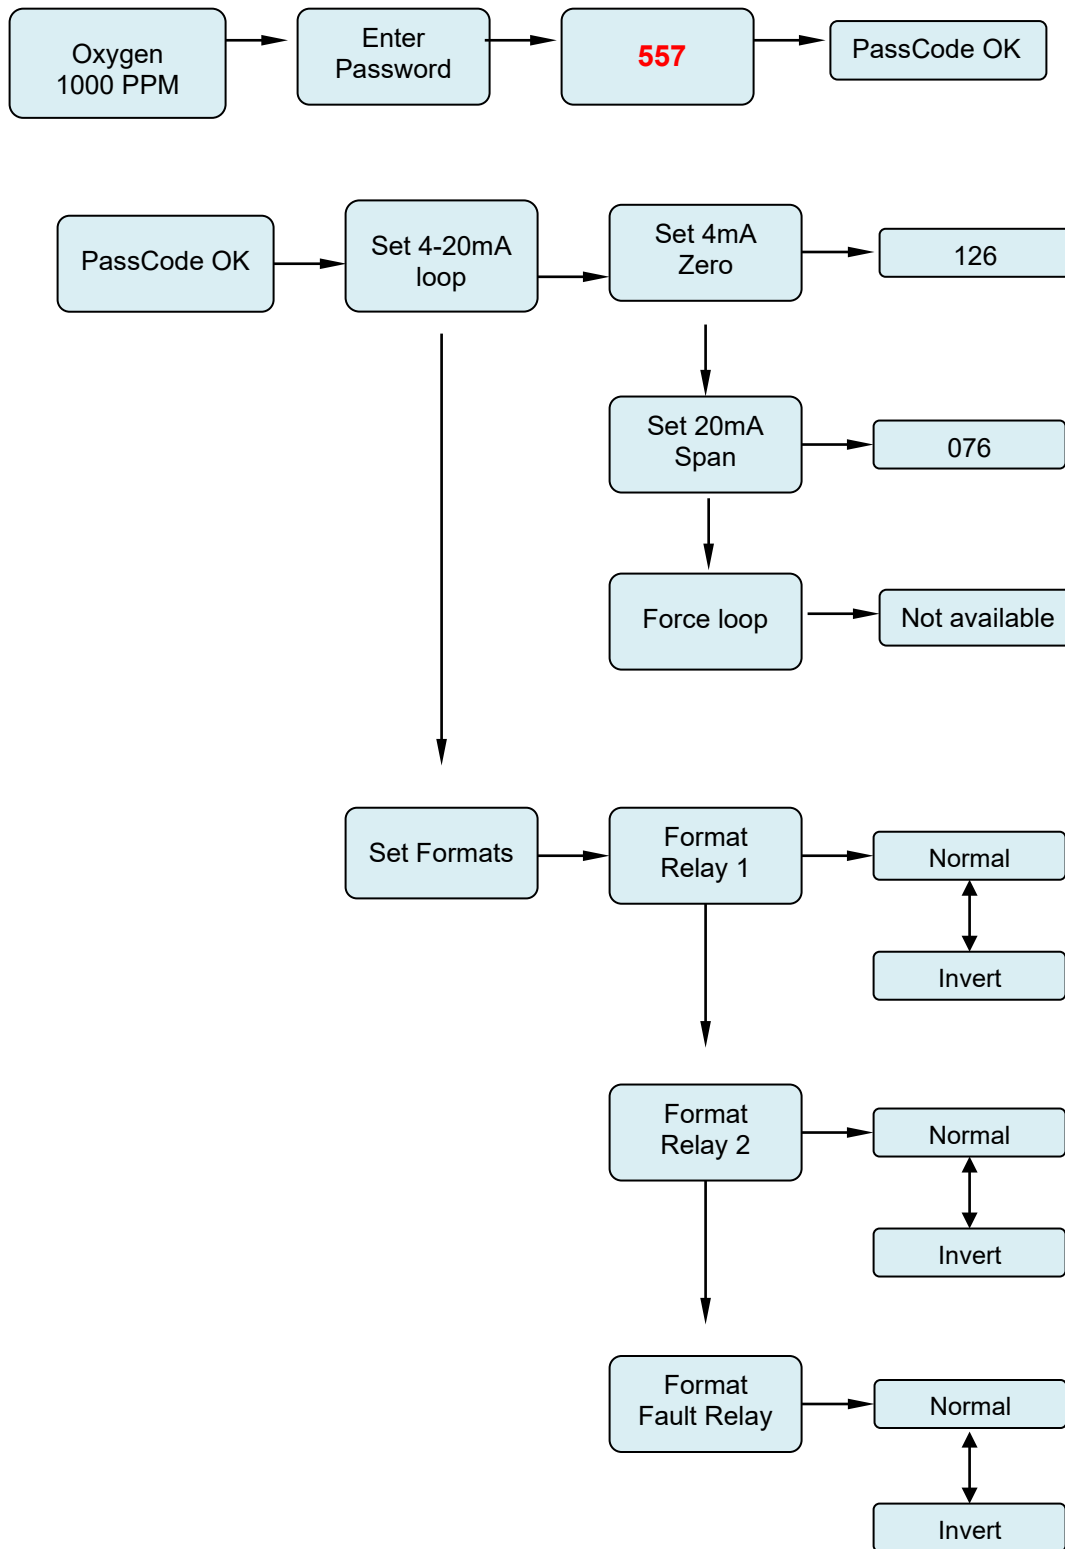 Oxygen
1000 PPM
Enter
Password
557
PassCode OK
PassCode OK
Set 4-20mA
loop
Set 4mA
Zero
126
Set 20mA
Span
076
Force loop
Not available
Set Formats
Format
Relay 1
Normal
Invert
Format
Relay 2
Normal
Invert
Format
Fault Relay
Normal
Invert